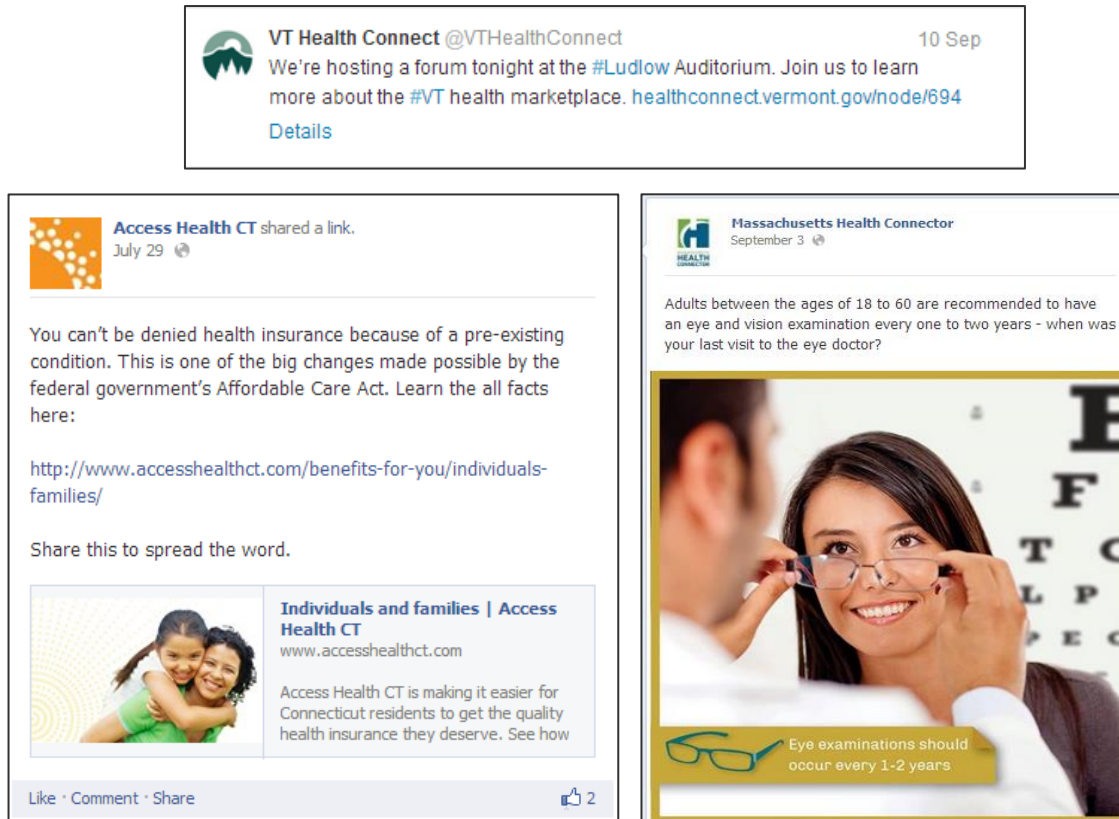 VT Health Connect @VTHealthConnect 10 Sep
We're hosting a forum tonight at the #Ludlow Auditorium. Join us to learn
more about the #VT health marketplace. healthconnect.vermont.gov/node/694
Details
Access Health CT shared a link.
July 29
You can't be denied health insurance because of a pre-existing
condition. This is one of the big changes made possible by the
federal government's Affordable Care Act. Learn the all facts
here:
http://www.accesshealthct.com/benefits-for-you/individuals-
families/
Share this to spread the word.
Individuals and families | Access
Health CT
www.accesshealthct.com
Access Health CT is making it easier for
Connecticut residents to get the quality
health insurance they deserve. See how
Like · Comment · Share 2
HEALTH
CONNECTOR
Massachusetts Health Connector
September 3
Adults between the ages of 18 to 60 are recommended to have
an eye and vision examination every one to two years - when was
your last visit to the eye doctor?
E
F
T C
L P
P E C
Eye examinations should
occur every 1-2 years